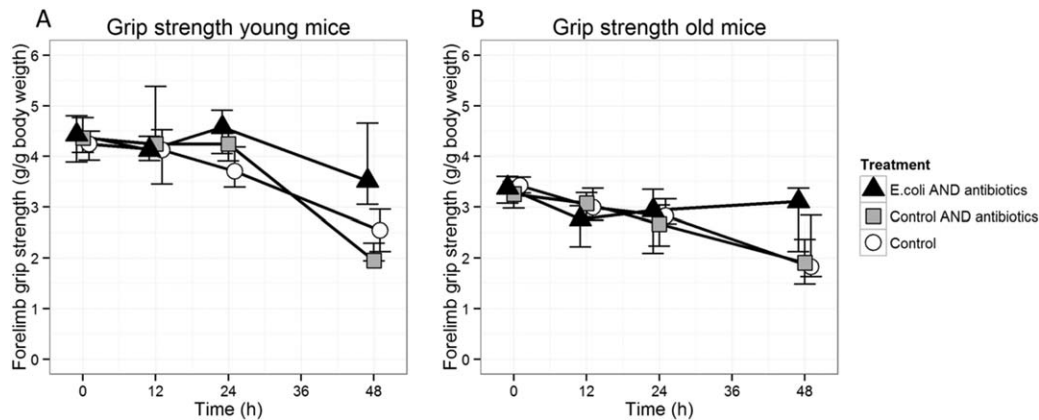 A
Grip strength young mice
Forelimb grip strength (g/g body weigth)
6
5
4
3
2
1
0
0 12 24 36 48
Time (h)
B
Grip strength old mice
Forelimb grip strength (g/g body weigth)
6
5
4
3
2
1
0
0 12 24 36 48
Time (h)
Treatment
E.coli AND antibiotics
Control AND antibiotics
Control